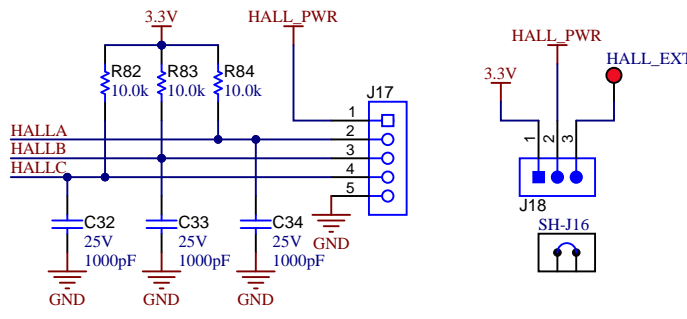 3.3V
HALL_PWR
R82
10.0k
R83
10.0k
R84
10.0k
J17
HALLA
HALLB
HALLC
1
2
3
4
5
C32
25V
1000pF
C33
25V
1000pF
C34
25V
1000pF
GND
GND
GND
GND
HALL_PWR
HALL_EXT
3.3V
1
2
3
J18
SH-J16